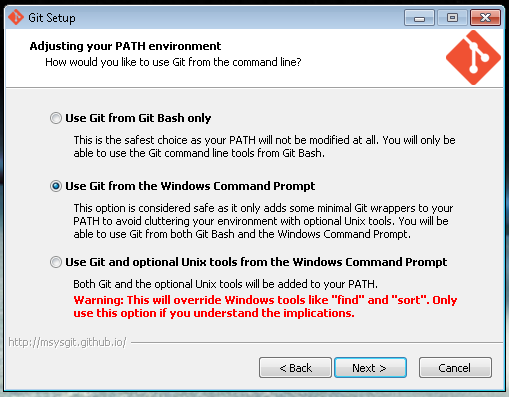 Git Setup
Adjusting your PATH environment
How would you like to use Git from the command line?
Use Git from Git Bash only
This is the safest choice as your PATH will not be modified at all. You will only be
able to use the Git command line tools from Git Bash.
Use Git from the Windows Command Prompt
This option is considered safe as it only adds some minimal Git wrappers to your
PATH to avoid cluttering your environment with optional Unix tools. You will be
able to use Git from both Git Bash and the Windows Command Prompt.
Use Git and optional Unix tools from the Windows Command Prompt
Both Git and the optional Unix tools will be added to your PATH.
Warning: This will override Windows tools like "find" and "sort". Only
use this option if you understand the implications.
http://msysgit.github.io/
< Back Next > Cancel